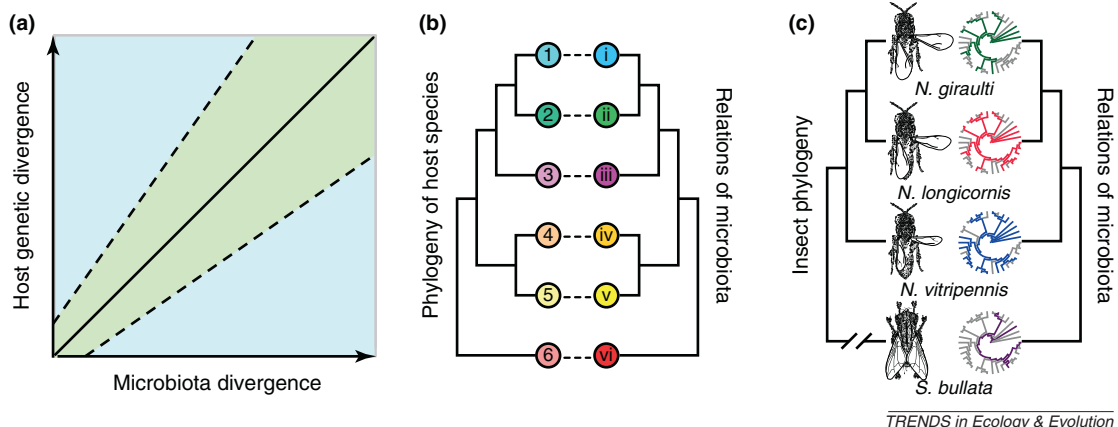 (a)
Host genetic divergence
Microbiota divergence
(b)
Phylogeny of host species
1 i
2 ii
3 iii
4 iv
5 v
6 vi
Relations of microbiota
(c)
Insect phylogeny
N. giraulti
N. longicornis
N. vitripennis
S. bullata
Relations of microbiota
TRENDS in Ecology & Evolution